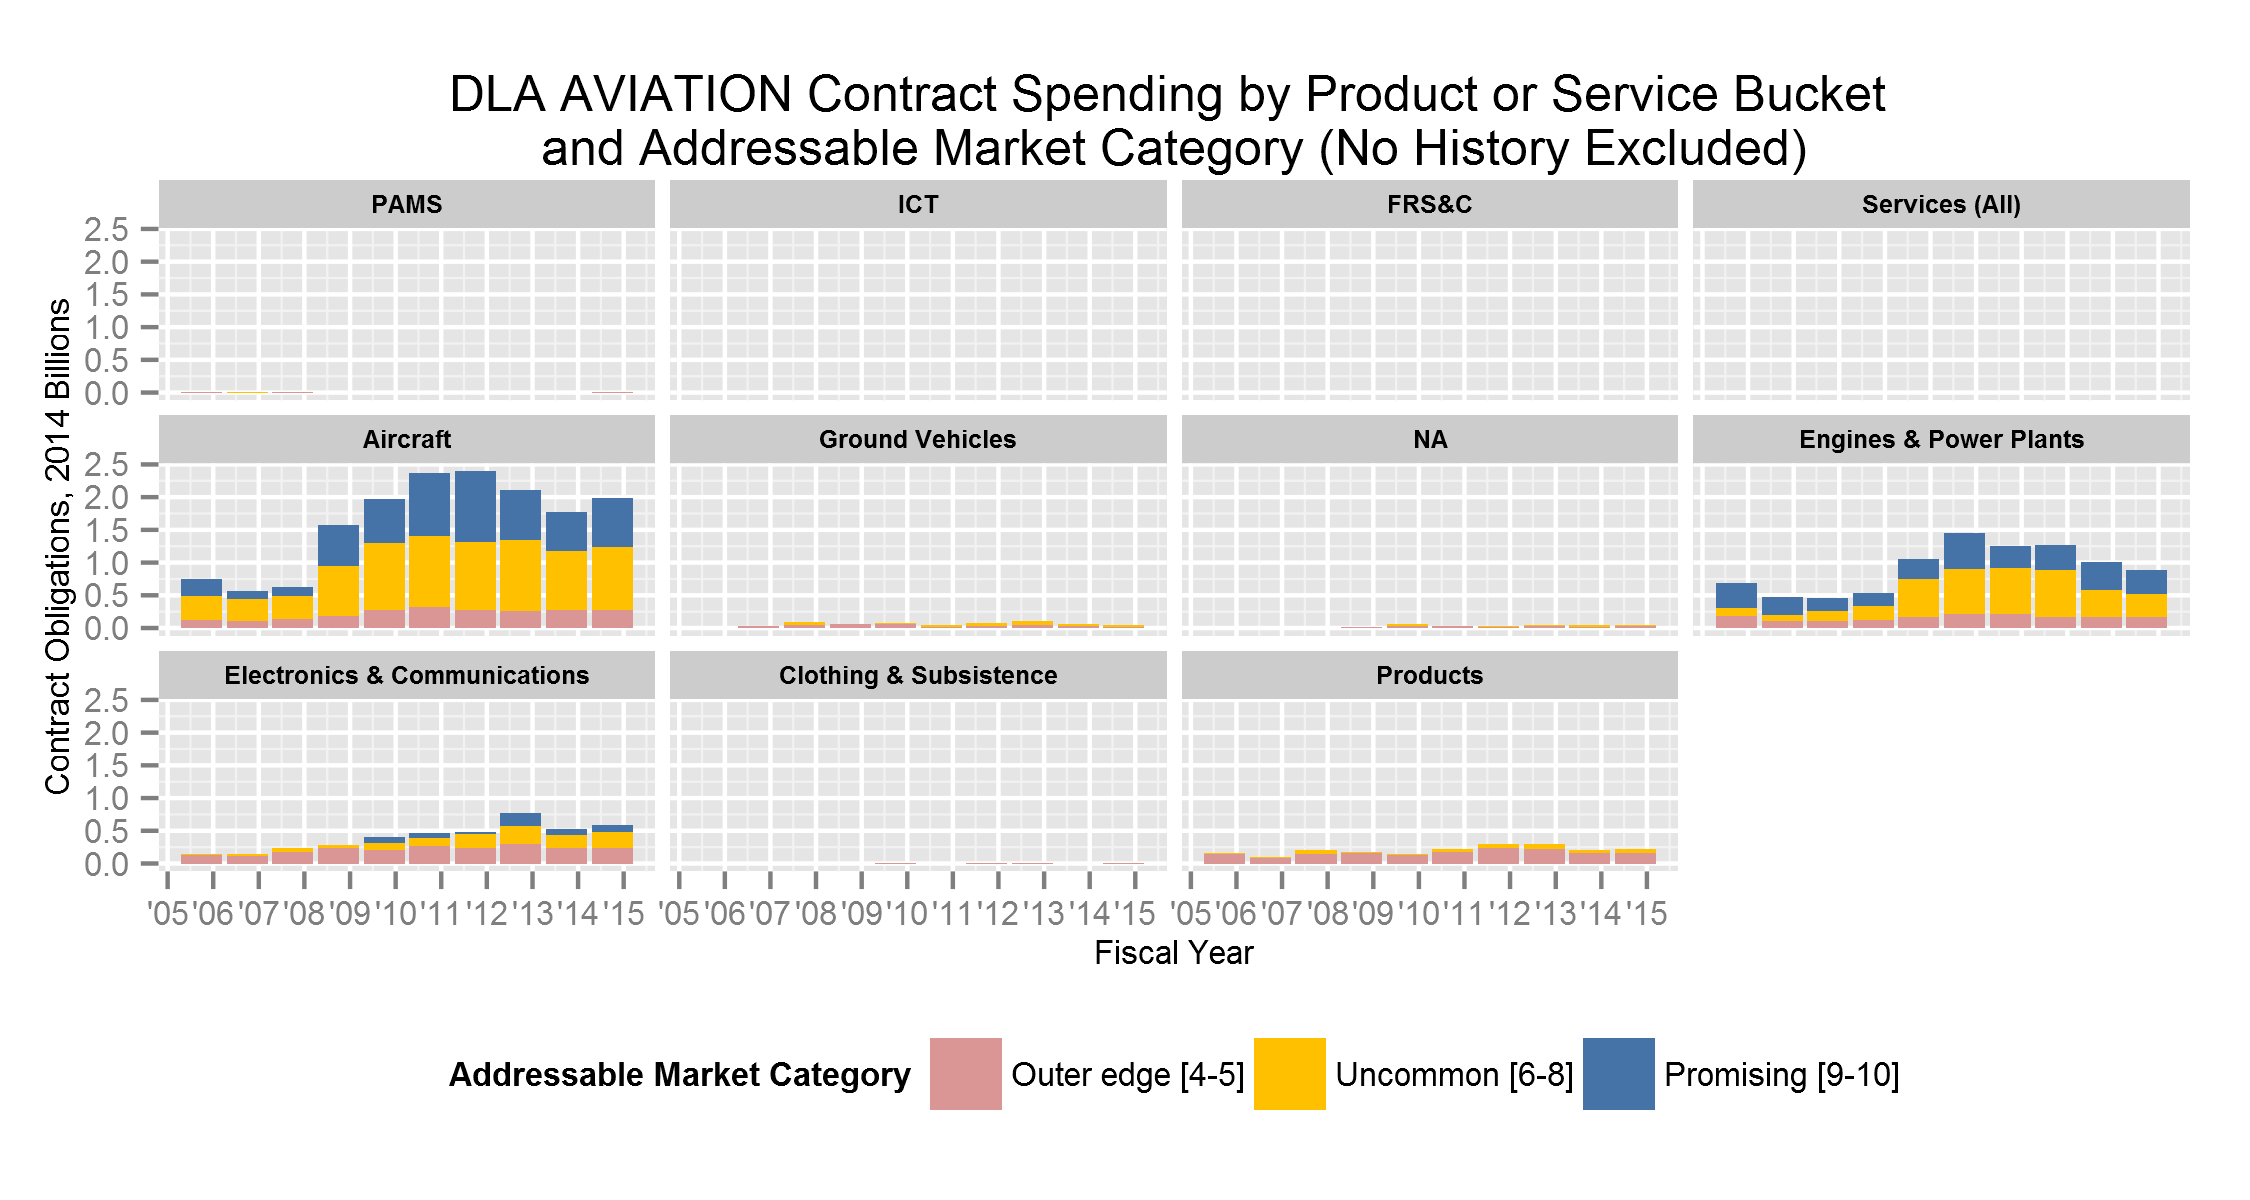 DLA AVIATION Contract Spending by Product or Service Bucket
and Addressable Market Category (No History Excluded)
Contract Obligations, 2014 Billions
PAMS
ICT
FRS&C
Services (All)
2.5
2.0
1.5
1.0
0.5
0.0
Aircraft
Ground Vehicles
NA
Engines & Power Plants
2.5
2.0
1.5
1.0
0.5
0.0
Electronics & Communications
Clothing & Subsistence
Products
2.5
2.0
1.5
1.0
0.5
0.0
'05 '06 '07 '08 '09 '10 '11 '12 '13 '14 '15
'05 '06 '07 '08 '09 '10 '11 '12 '13 '14 '15
'05 '06 '07 '08 '09 '10 '11 '12 '13 '14 '15
Fiscal Year
Addressable Market Category
Outer edge [4-5]
Uncommon [6-8]
Promising [9-10]